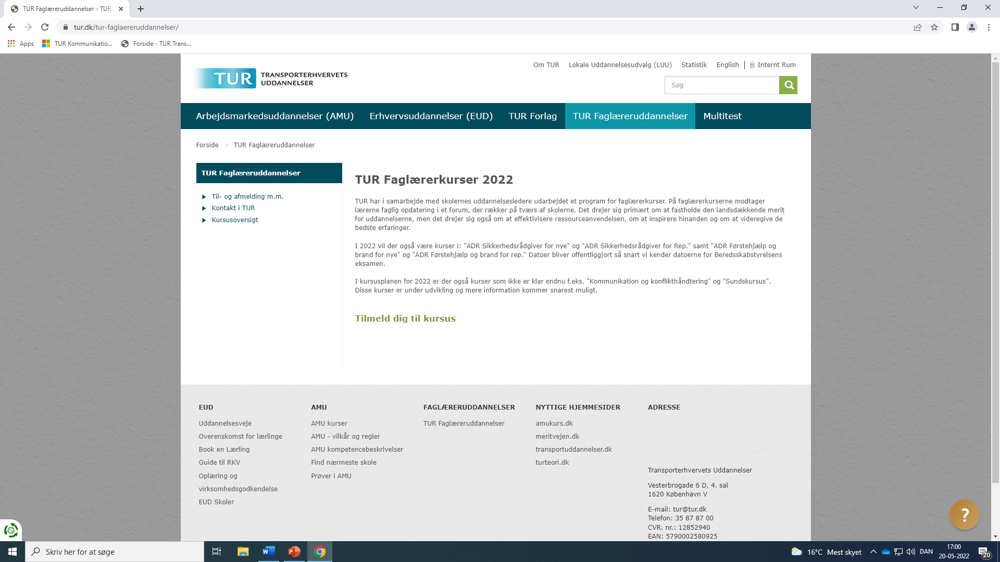 TUR Faglæreruddannelser - TUR
tur.dk/tur-faglaereruddannelser/
Apps
TUR Kommunikatio...
Forside - TUR Trans...
TUR
TRANSPORTERHVERVETS
UDDANNELSER
Om TUR
Lokale Uddannelsesudvalg (LUU)
Statistik
English
Internt Rum
Søg
Arbejdsmarkedsuddannelser (AMU)
Erhvervsuddannelser (EUD)
TUR Forlag
TUR Faglæreruddannelser
Multitest
Forside > TUR Faglæreruddannelser
TUR Faglæreruddannelser
Til- og afmelding m.m.
Kontakt i TUR
Kursusoversigt
TUR Faglærerkurser 2022
TUR har i samarbejde med skolernes uddannelsesledere udarbejdet et program for faglærerkurser. På faglærerkurserne modtager
lærerne faglig opdatering i et forum, der rækker på tværs af skolerne. Det drejer sig primært om at fastholde den landsdækkende merit
for uddannelserne, men det drejer sig også om at effektivisere ressourceanvendelsen, om at inspirere hinanden og om at videregive de
bedste erfaringer.
I 2022 vil der også være kurser i: "ADR Sikkerhedsrådgiver for nye" og "ADR Sikkerhedsrådgiver for Rep." samt "ADR Førstehjælp og
brand for nye" og "ADR Førstehjælp og brand for rep." Datoer bliver offentliggjort så snart vi kender datoerne for Beredsskabstyrelsens
eksamen.
I kursusplanen for 2022 er der også kurser som ikke er klar endnu f.eks. "Kommunikation og konflikthåndtering" og "Sundskursus".
Disse kurser er under udvikling og mere information kommer snarest muligt.
Tilmeld dig til kursus
EUD
Uddannelsesveje
Overenskomst for lærlinge
Book en Lærling
Guide til RKV
Oplæring og
virksomhedsgodkendelse
EUD Skoler
AMU
AMU kurser
AMU - vilkår og regler
AMU kompetencebeskrivelser
Find nærmeste skole
Prøver i AMU
FAGLÆRERUDDANNELSER
TUR Faglæreruddannelser
NYTTIGE HJEMMESIDER
amukurs.dk
meritvejen.dk
transportuddannelser.dk
turteori.dk
ADRESSE
Transporterhvervets Uddannelser
Vesterbrogade 6 D, 4. sal
1620 København V
E-mail: tur@tur.dk
Telefon: 35 87 87 00
CVR. nr.: 12852940
EAN: 5790002580925
?
Skriv her for at søge
16°C Mest skyet
DAN
17:00
20-05-2022
20